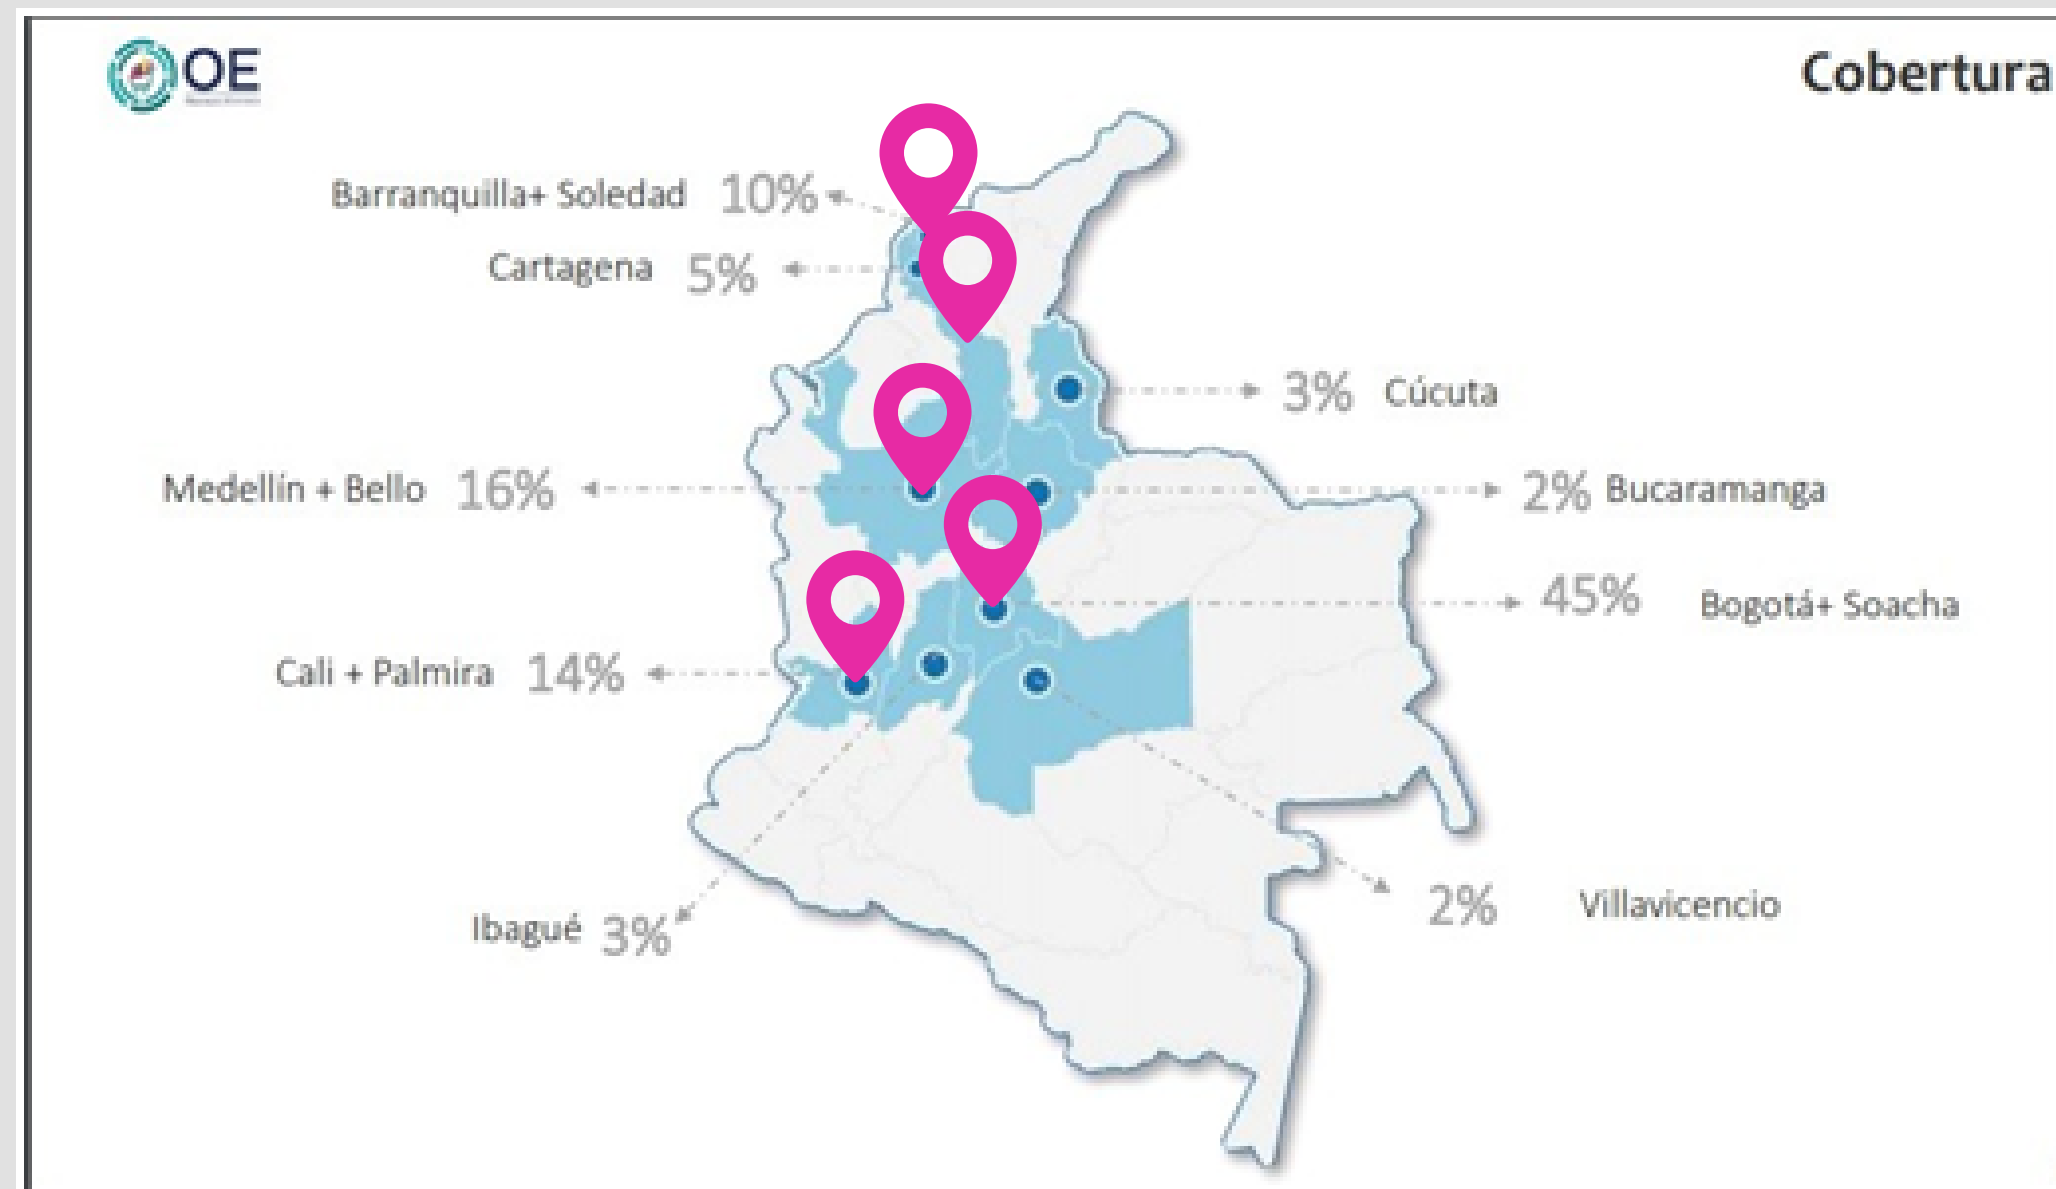 OE
Cobertura
Barranquilla+ Soledad 10%
Cartagena 5%
3% Cúcuta
Medellín + Bello 16%
2% Bucaramanga
45% Bogotá+ Soacha
Cali + Palmira 14%
2% Villavicencio
Ibagué 3%